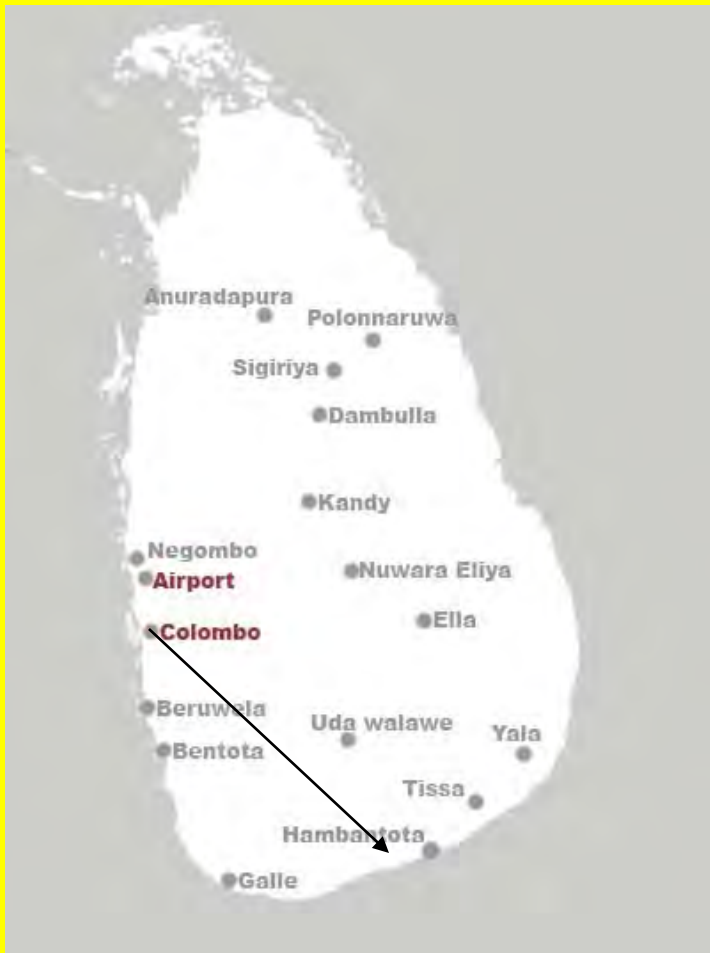 Anuradapura
Polonnaruwa
Sigiriya
Dambulla
Kandy
Negombo
Airport
Nuwara Eliya
Ella
Colombo
Beruwela
Uda walawe
Yala
Bentota
Tissa
Hambantota
Galle